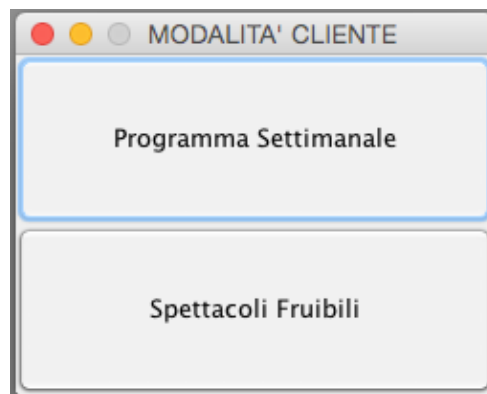 MODALITA' CLIENTE
Programma Settimanale
Spettacoli Fruibili